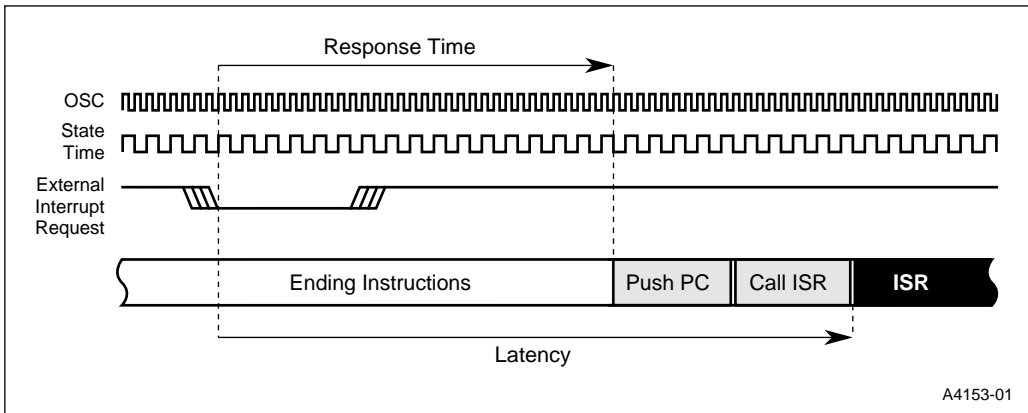 Response Time
OSC
State
Time
External
Interrupt
Request
Ending Instructions Push PC Call ISR ISR
Latency
A4153-01